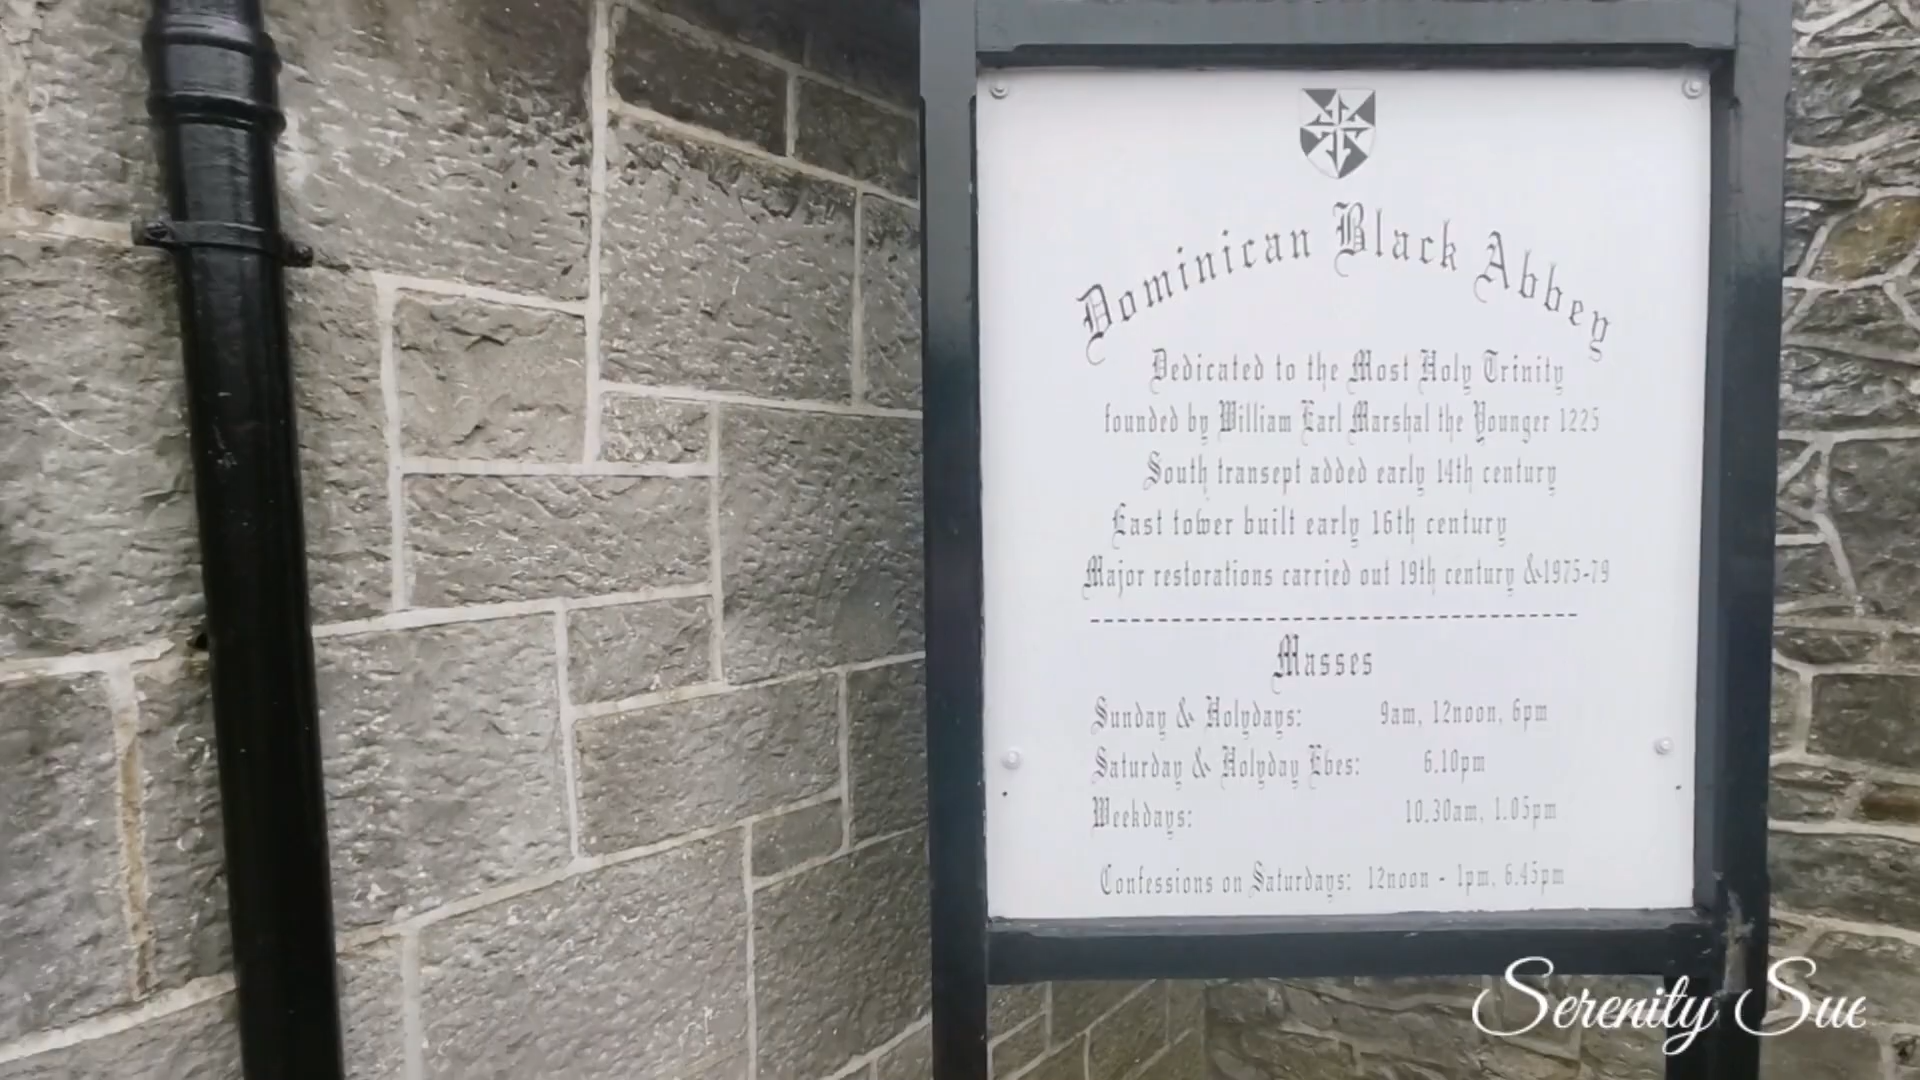 Dominican Black Abbey
Dedicated to the Most Holy Trinity
founded by William Earl Marshal the Younger 1225
South transept added early 14th century
East tower built early 16th century
Major restorations carried out 19th century &1975-79
Masses
Sunday & Holydays: 9am, 12noon, 6pm
Saturday & Holyday Eves: 6.10pm
Weekdays: 10.30am, 1.05pm
Confessions on Saturdays: 12noon - 1pm, 6.45pm
Serenity Sue